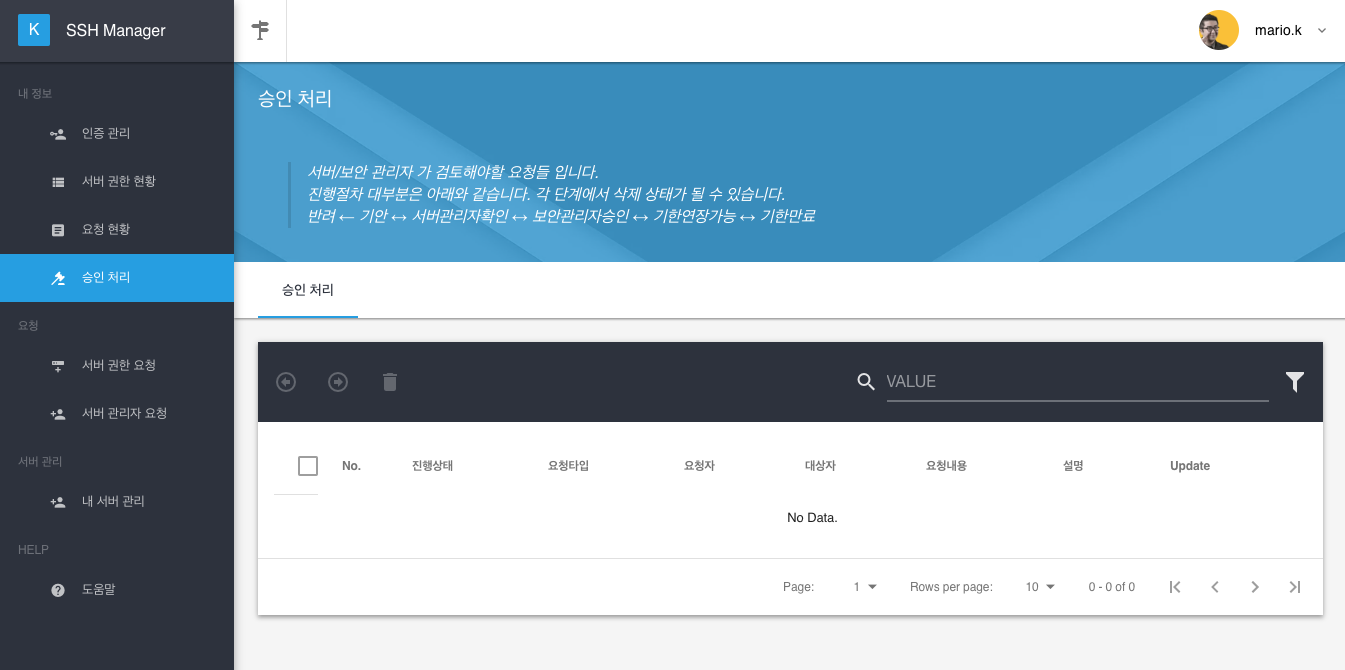 K SSH Manager
mario.k
내 정보
인증 관리
서버 권한 현황
요청 현황
승인 처리
요청
서버 권한 요청
서버 관리자 요청
서버 관리
내 서버 관리
HELP
도움말
승인 처리
서버/보안 관리자 가 검토해야할 요청들 입니다.
진행절차 대부분은 아래와 같습니다. 각 단계에서 삭제 상태가 될 수 있습니다.
반려 ← 기안 ↔ 서버관리자확인 ↔ 보안관리자승인 ↔ 기한연장가능 ↔ 기한만료
승인 처리
VALUE
No. 진행상태 요청타입 요청자 대상자 요청내용 설명 Update
No Data.
Page: 1 Rows per page: 10 0 - 0 of 0